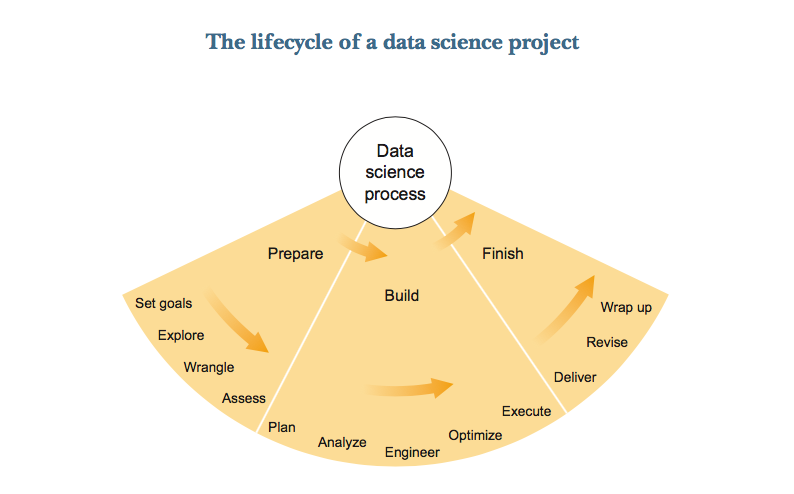 The lifecycle of a data science project
Data
science
process
Prepare
Finish
Build
Set goals
Explore
Wrangle
Assess
Plan
Analyze
Engineer
Optimize
Execute
Deliver
Revise
Wrap up